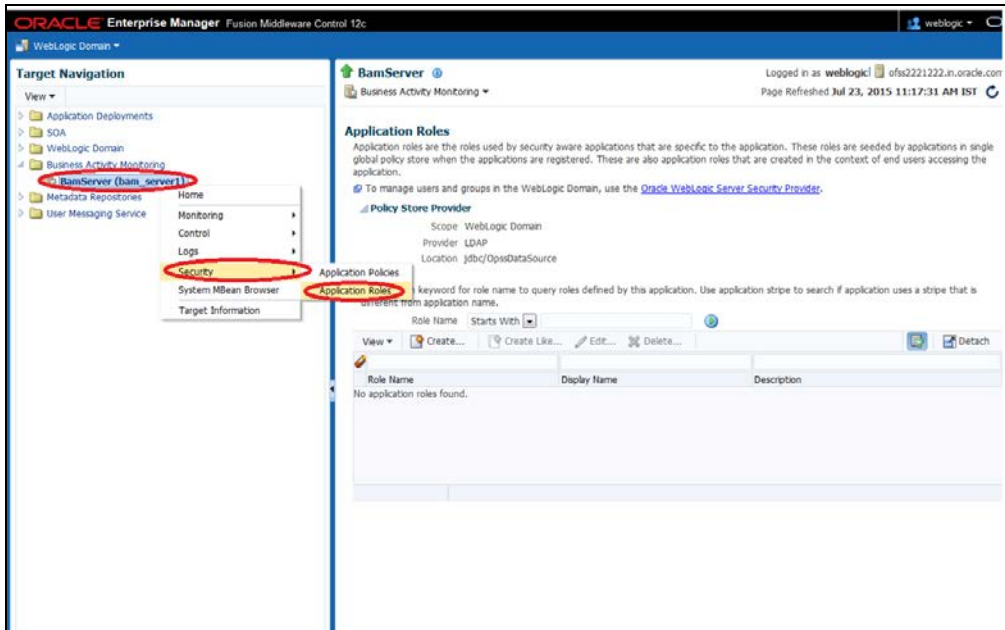 ORACLE Enterprise Manager Fusion Middleware Control 12c
weblogic
WebLogic Domain
Target Navigation
View
Application Deployments
SOA
WebLogic Domain
Business Activity Monitoring
BamServer (bam_server1)
Metadata Repositories
User Messaging Service
Home
Monitoring
Control
Logs
Security
System MBean Browser
Target Information
Application Policies
Application Roles
BamServer
Business Activity Monitoring
Logged in as weblogic| ofss2221222.in.oracle.com
Page Refreshed Jul 23, 2015 11:17:31 AM IST
Application Roles
Application roles are the roles used by security aware applications that are specific to the application. These roles are seeded by applications in single
global policy store when the applications are registered. These are also application roles that are created in the context of end users accessing the
application.
To manage users and groups in the WebLogic Domain, use the Oracle WebLogic Server Security Provider.
Policy Store Provider
Scope WebLogic Domain
Provider LDAP
Location jdbc/OpssDataSource
keyword for role name to query roles defined by this application. Use application stripe to search if application uses a stripe that is
different from application name.
Role Name Starts With
View Create... Create Like... Edit... Delete... Detach
Role Name Display Name Description
No application roles found.